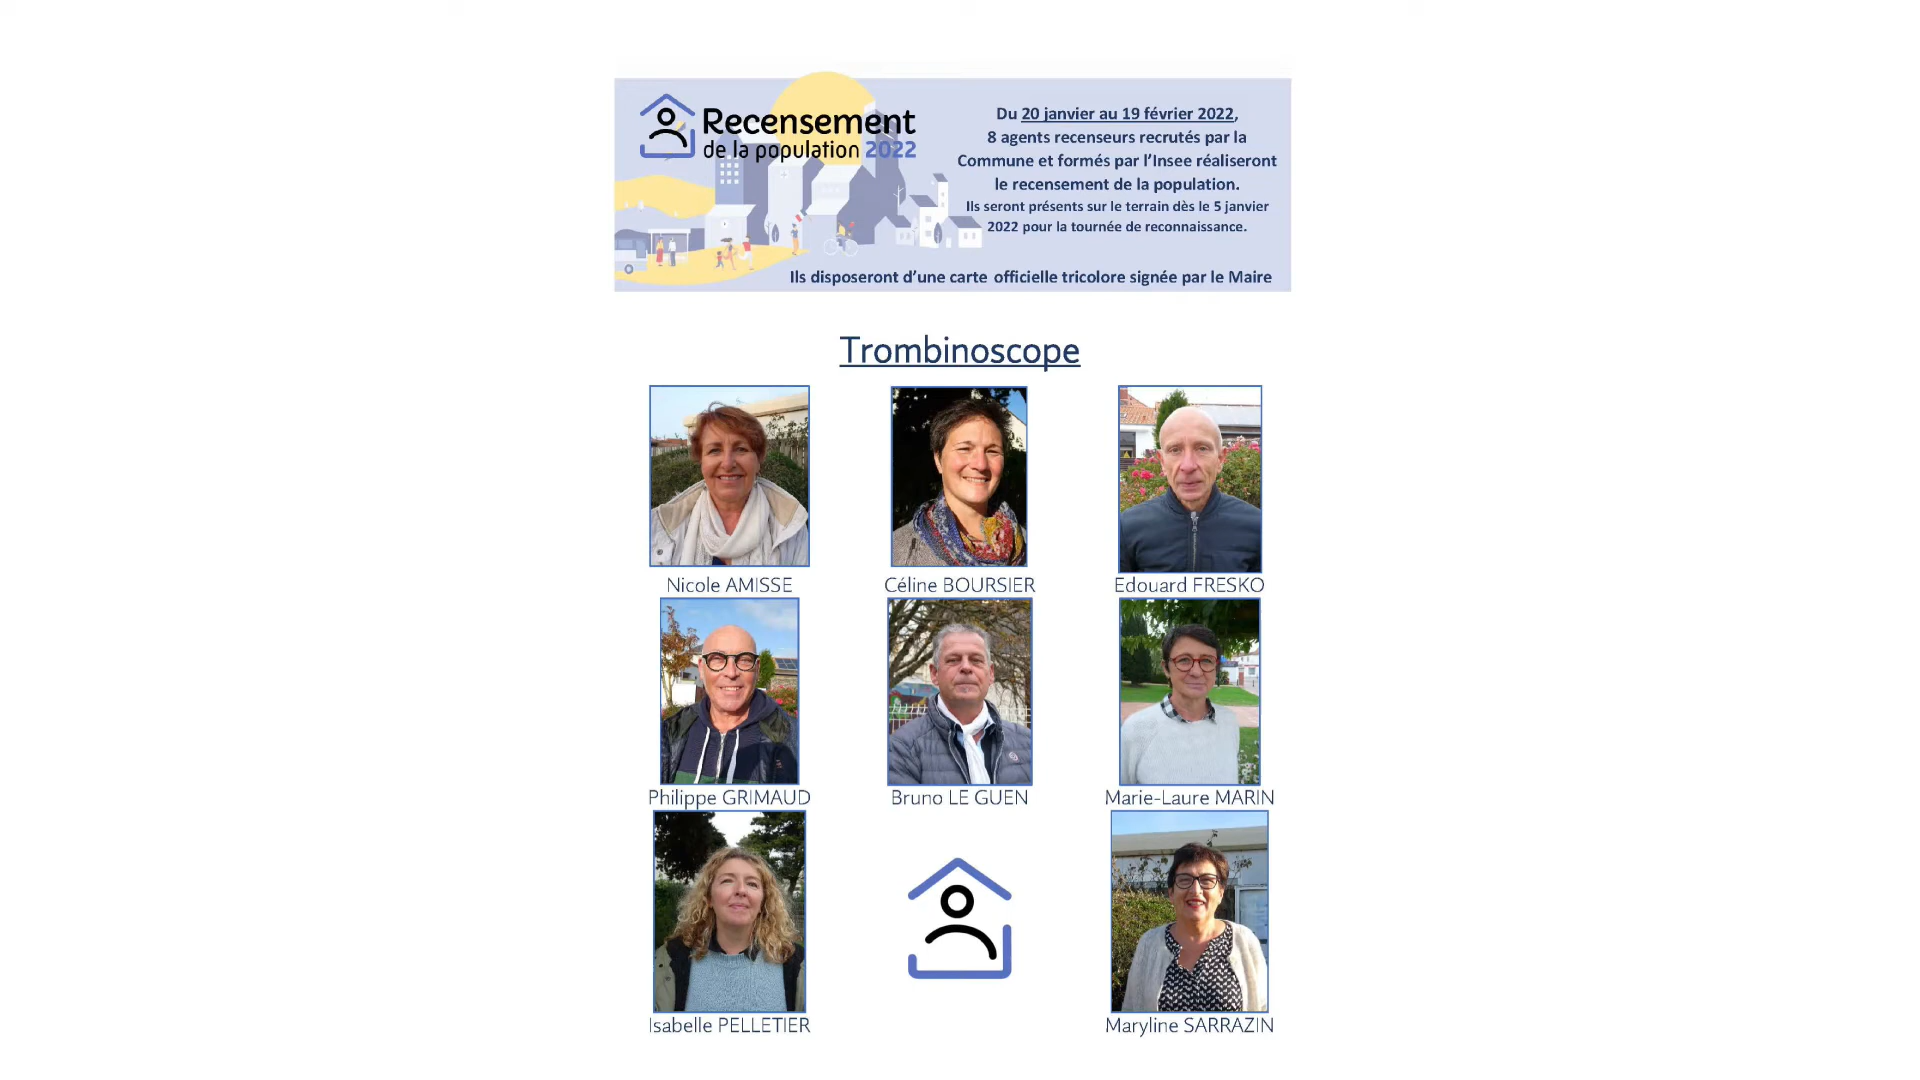 Recensement
de la population 2022
Du 20 janvier au 19 février 2022,
8 agents recenseurs recrutés par la
Commune et formés par l'Insee réaliseront
le recensement de la population.
Ils seront présents sur le terrain dès le 5 janvier
2022 pour la tournée de reconnaissance.
Ils disposeront d'une carte officielle tricolore signée par le Maire
Trombinoscope
Nicole AMISSE
Céline BOURSIER
Edouard FRESKO
Philippe GRIMAUD
Bruno LE GUEN
Marie-Laure MARIN
Isabelle PELLETIER
Maryline SARRAZIN